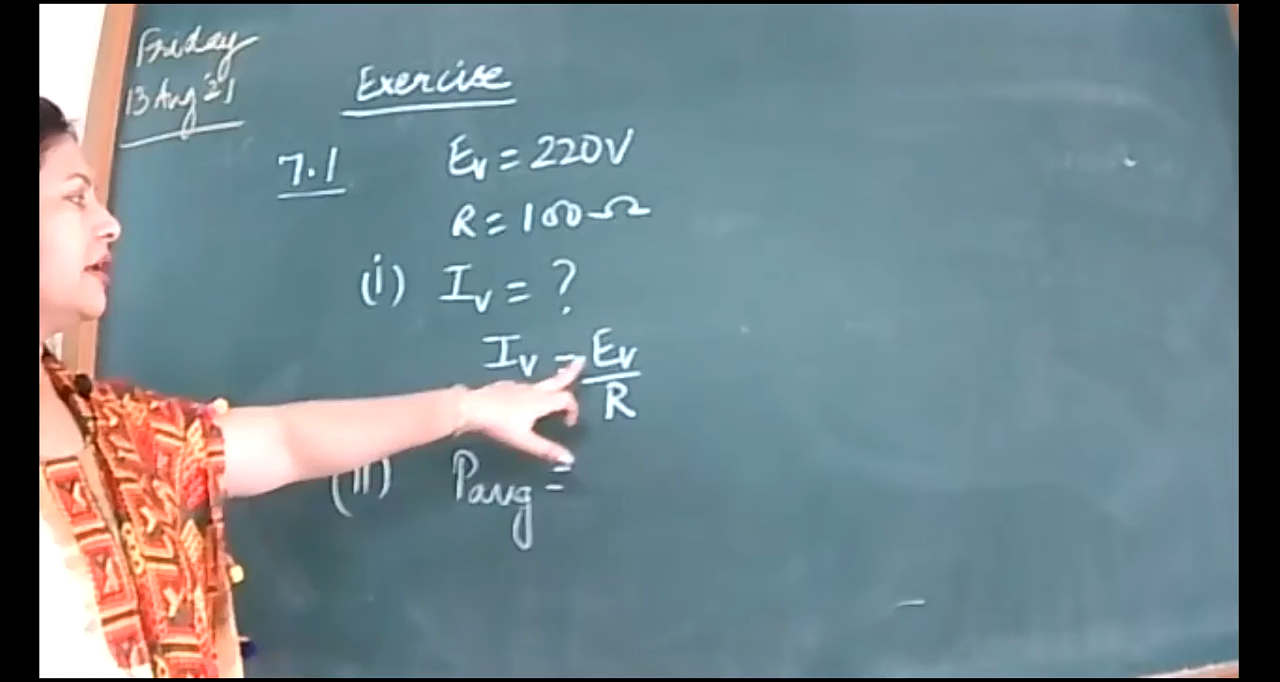 Friday
13 Aug'21
Exercise
7.1 Ev = 220V
R = 100 Ω
(i) Iv = ?
Iv = Ev/R
(ii) Pavg =